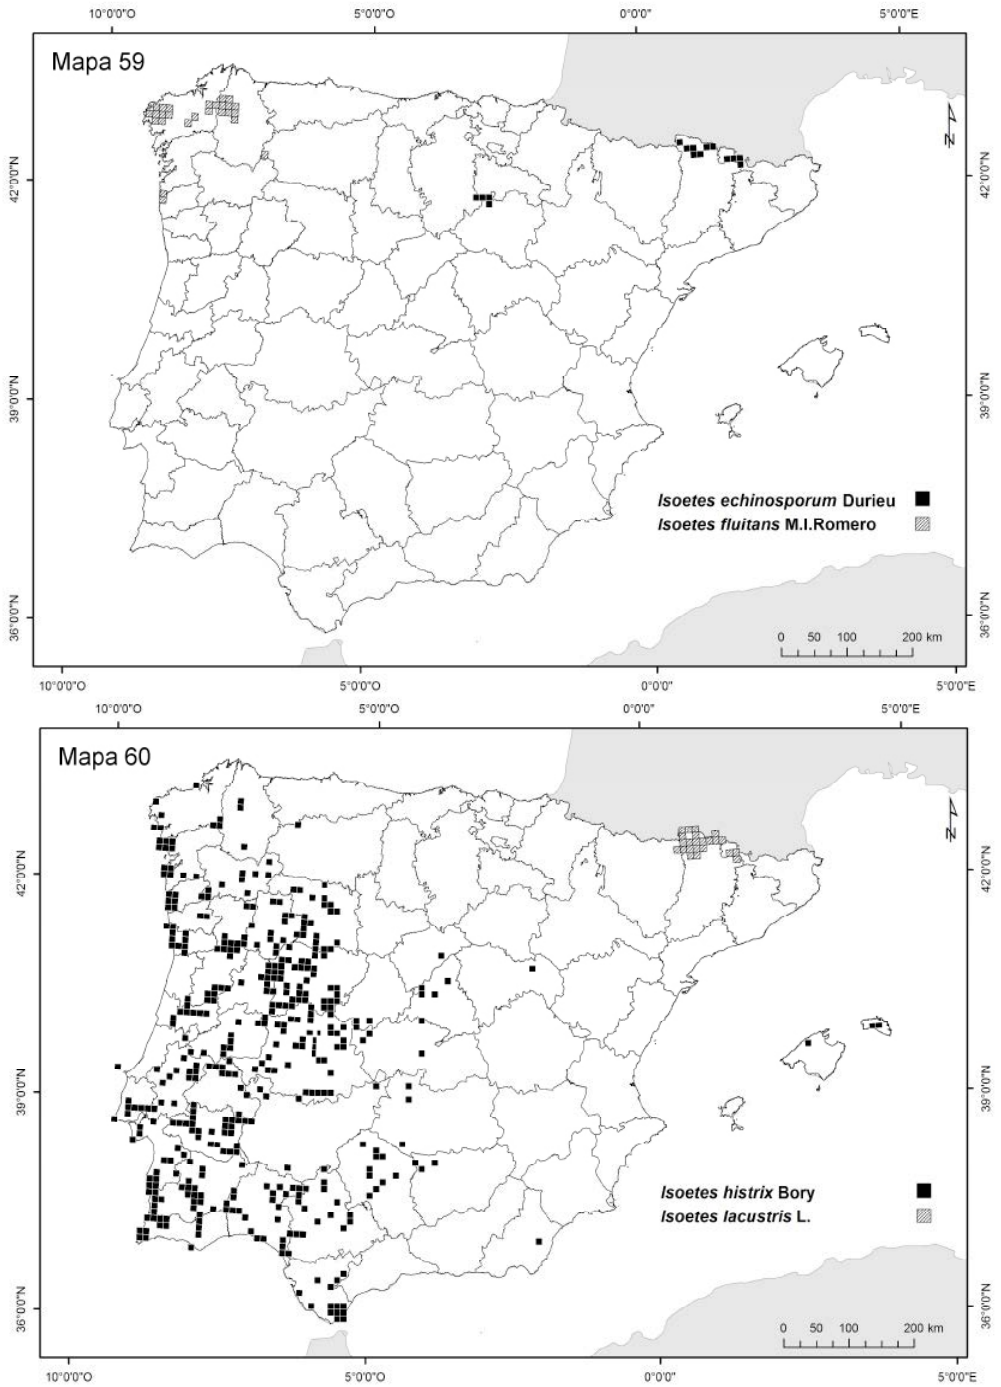 10°0'0"O 5°0'0"O 0°0'0" 5°0'0"E
Mapa 59
N
42°0'0"N 42°0'0"N
39°0'0"N 39°0'0"N
Isoetes echinosporum Durieu
Isoetes fluitans M.I.Romero
36°0'0"N 36°0'0"N
0 50 100 200 km
10°0'0"O 5°0'0"O 0°0'0" 5°0'0"E
10°0'0"O 5°0'0"O 0°0'0" 5°0'0"E
Mapa 60
N
42°0'0"N 42°0'0"N
39°0'0"N 39°0'0"N
Isoetes histrix Bory
Isoetes lacustris L.
36°0'0"N 36°0'0"N
0 50 100 200 km
10°0'0"O 5°0'0"O 0°0'0" 5°0'0"E